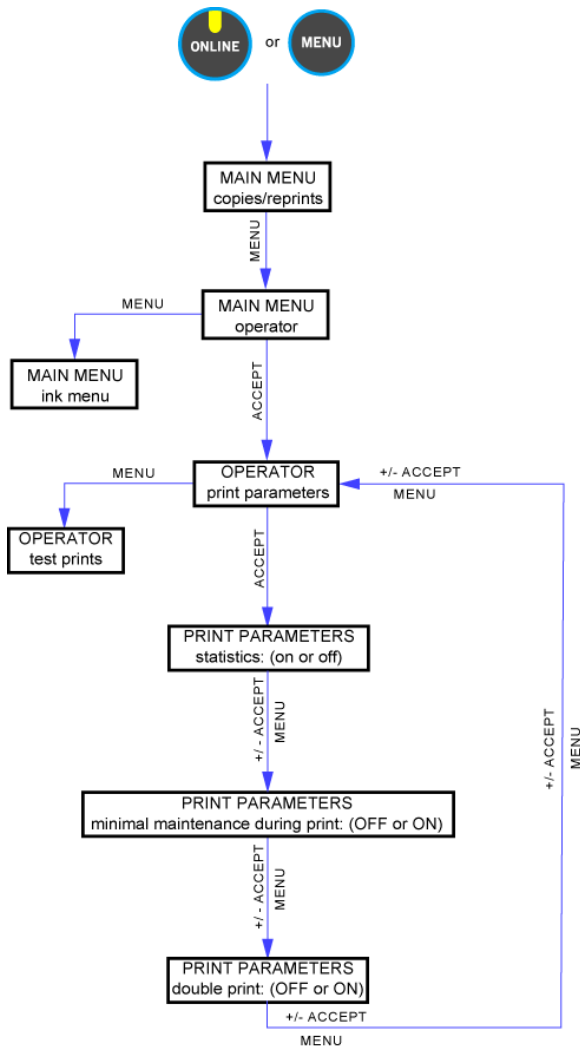 ONLINE
or
MENU
MAIN MENU
copies/reprints
MENU
MAIN MENU
operator
MENU
MAIN MENU
ink menu
ACCEPT
OPERATOR
print parameters
MENU
OPERATOR
test prints
+/- ACCEPT
MENU
ACCEPT
PRINT PARAMETERS
statistics: (on or off)
+/ - ACCEPT
MENU
+/- ACCEPT
MENU
PRINT PARAMETERS
minimal maintenance during print: (OFF or ON)
+/ - ACCEPT
MENU
PRINT PARAMETERS
double print: (OFF or ON)
+/- ACCEPT
MENU